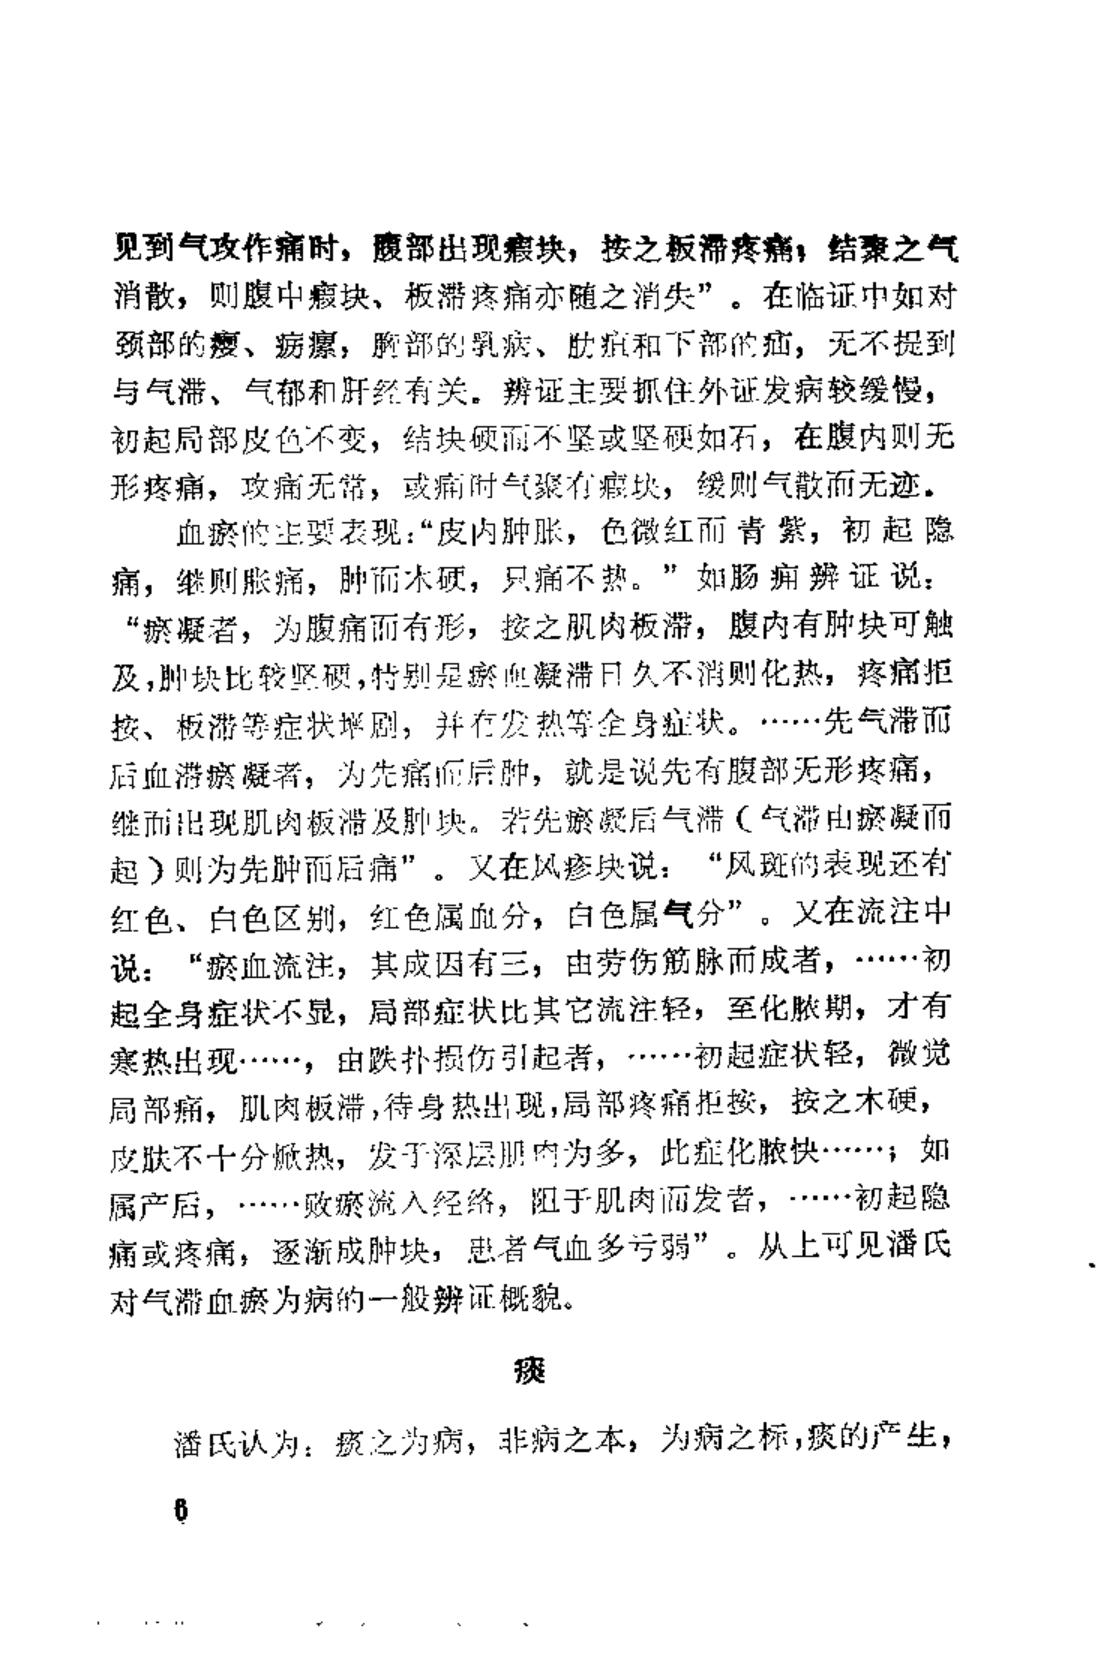 见到气攻作痛时，腹部出现瘕块，按之板滞疼痛；结聚之气
消散，则腹中瘕块、板滞疼痛亦随之消失”。在临证中如对
颈部的瘿、疬瘰，胸部的乳病、肋疽和下部的疝，无不提到
与气滞、气郁和肝经有关。辨证主要抓住外证发病较缓慢，
初起局部皮色不变，结块硬而不坚或坚硬如石，在腹内则无
形疼痛，攻痛无常，或痛时气聚有瘕块，缓则气散而无迹。
血瘀的主要表现：“皮内肿胀，色微红而青紫，初起隐
痛，继则胀痛，肿而木硬，只痛不热。”如肠痈辨证说：
“瘀凝者，为腹痛而有形，按之肌肉板滞，腹内有肿块可触
及，肿块比较坚硬，特别是瘀血凝滞日久不消则化热，疼痛拒
按、板滞等症状增剧，并有发热等全身症状。……先气滞而
后血滞瘀凝者，为先痛而后肿，就是说先有腹部无形疼痛，
继而出现肌肉板滞及肿块。若先瘀凝后气滞（气滞由瘀凝而
起）则为先肿而后痛”。又在风疹块说：“风斑的表现还有
红色、白色区别，红色属血分，白色属气分”。又在流注中
说：“瘀血流注，其成因有三，由劳伤筋脉而成者，……初
起全身症状不显，局部症状比其它流注轻，至化脓期，才有
寒热出现……，由跌扑损伤引起者，……初起症状轻，微觉
局部痛，肌肉板滞，待身热出现，局部疼痛拒按，按之木硬，
皮肤不十分焮热，发于深层肌肉为多，此症化脓快……；如
属产后，……败瘀流入经络，阻于肌肉而发者，……初起隐
痛或疼痛，逐渐成肿块，患者气血多亏弱”。从上可见潘氏
对气滞血瘀为病的一般辨证概貌。
痰
潘氏认为：痰之为病，非病之本，为病之标，痰的产生，
6